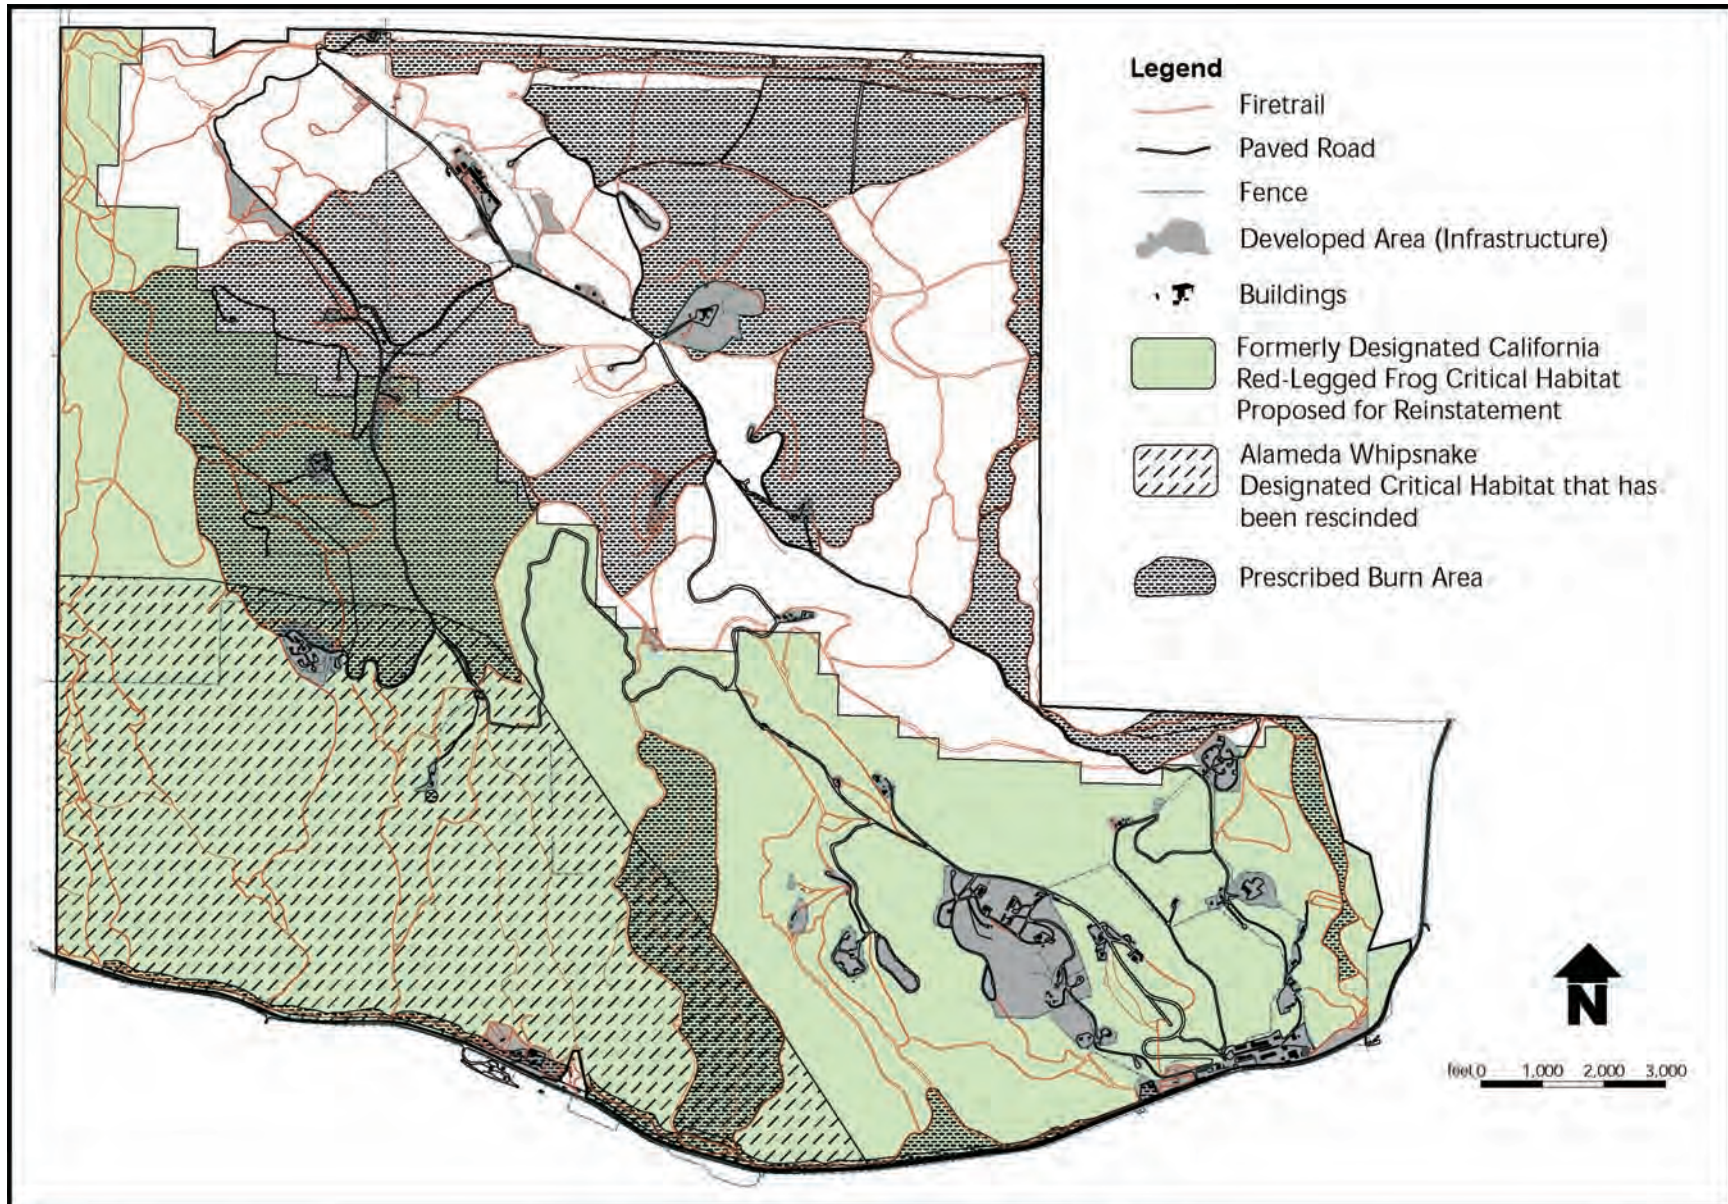 Legend
Firetrail
Paved Road
Fence
Developed Area (Infrastructure)
Buildings
Formerly Designated California
Red-Legged Frog Critical Habitat
Proposed for Reinstatement
Alameda Whipsnake
Designated Critical Habitat that has
been rescinded
Prescribed Burn Area
N
feet 0 1,000 2,000 3,000